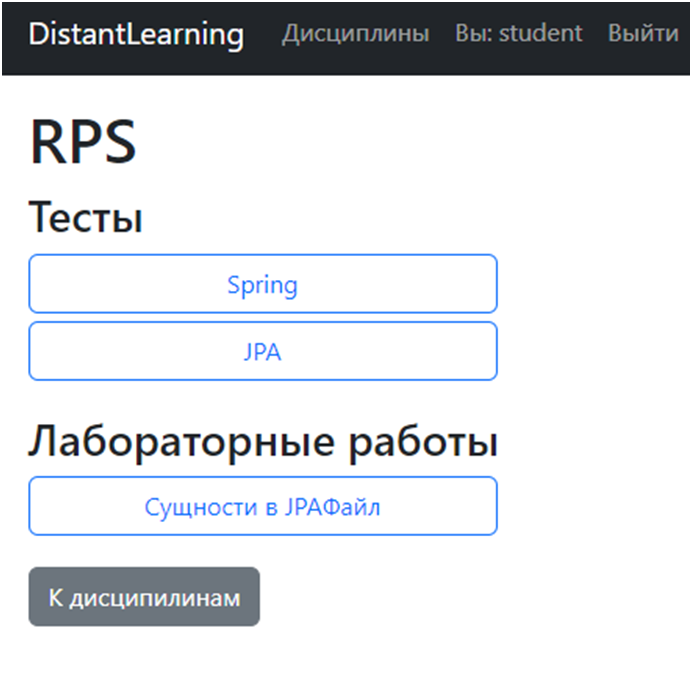 DistantLearning Дисциплины Вы: student Выйти
RPS
Тесты
Spring
JPA
Лабораторные работы
Сущности в JPAФайл
К дисципилинам